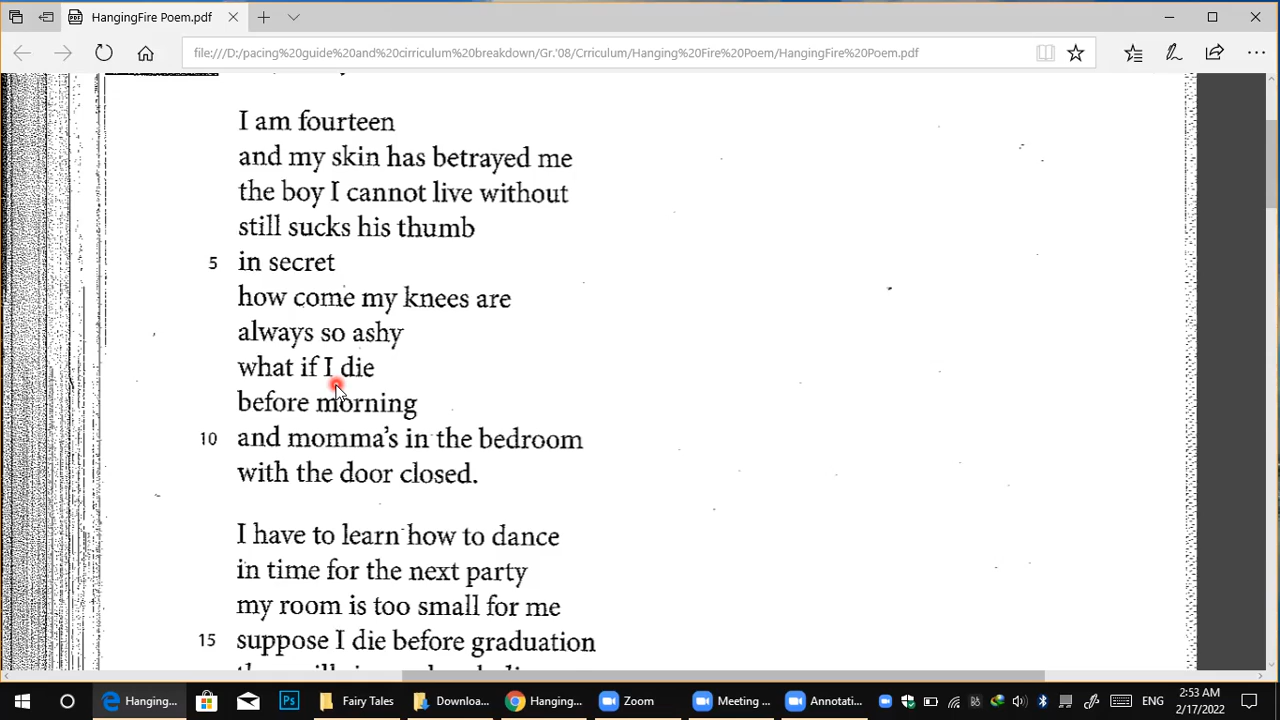 HangingFire Poem.pdf
file:///D:/pacing%20guide%20and%20cirriculum%20breakdown/Gr.'08/Crriculum/Hanging%20Fire%20Poem/HangingFire%20Poem.pdf
I am fourteen
and my skin has betrayed me
the boy I cannot live without
still sucks his thumb
5 in secret
how come my knees are
always so ashy
what if I die
before morning
10 and momma's in the bedroom
with the door closed.
I have to learn how to dance
in time for the next party
my room is too small for me
15 suppose I die before graduation
Hanging... Ps Fairy Tales Downloa... Hanging... Zoom Meeting ... Annotati... ENG 2:53 AM
2/17/2022